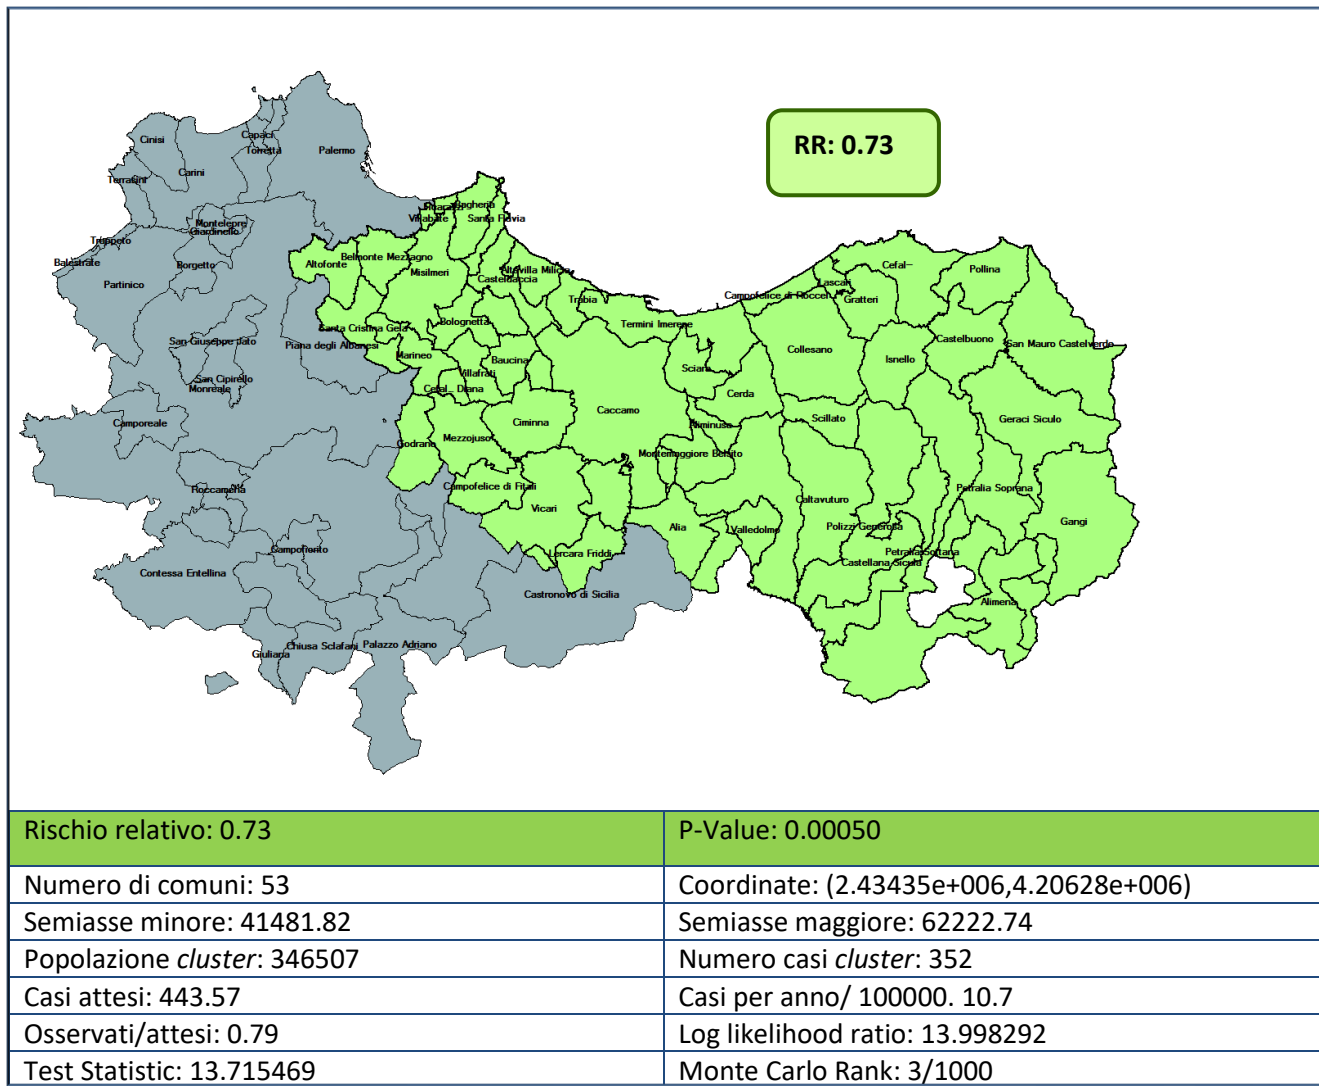 RR: 0.73
Cinisi
Capaci
Torretta
Palermo
Carini
Terrasini
Montelepre
Giardinello
Trappeto
Balestrate
Borgetto
Partinico
San Giuseppe Jato
Piana degli Albanesi
San Cipirello
Monreale
Camporeale
Roccamena
Campofiorito
Contessa Entellina
Giuliana
Chiusa Sclafani
Palazzo Adriano
Castronovo di Sicilia
Bagheria
Villabate
Santa Flavia
Altofonte
Belmonte Mezzagno
Misilmeri
Altavilla Milicia
Casteldaccia
Trabia
Santa Cristina Gela
Bolognetta
Marineo
Baucina
Villafrati
Cefal_ Diana
Ciminna
Mezzojuso
Godrano
Campofelice di Fitali
Vicari
Lercara Friddi
Termini Imerese
Caccamo
Sciara
Cerda
Aliminusa
Montemaggiore Belsito
Alia
Valledolmo
Campofelice di Roccel
Lascari
Cefal_
Gratteri
Pollina
Collesano
Isnello
Castelbuono
San Mauro Castelverde
Scillato
Geraci Siculo
Caltavuturo
Polizzi Generosa
Petralia Soprana
Petralia Sottana
Castellana Sicula
Gangi
Alimena
Rischio relativo: 0.73
P-Value: 0.00050
Numero di comuni: 53
Coordinate: (2.43435e+006,4.20628e+006)
Semiasse minore: 41481.82
Semiasse maggiore: 62222.74
Popolazione cluster: 346507
Numero casi cluster: 352
Casi attesi: 443.57
Casi per anno/ 100000. 10.7
Osservati/attesi: 0.79
Log likelihood ratio: 13.998292
Test Statistic: 13.715469
Monte Carlo Rank: 3/1000